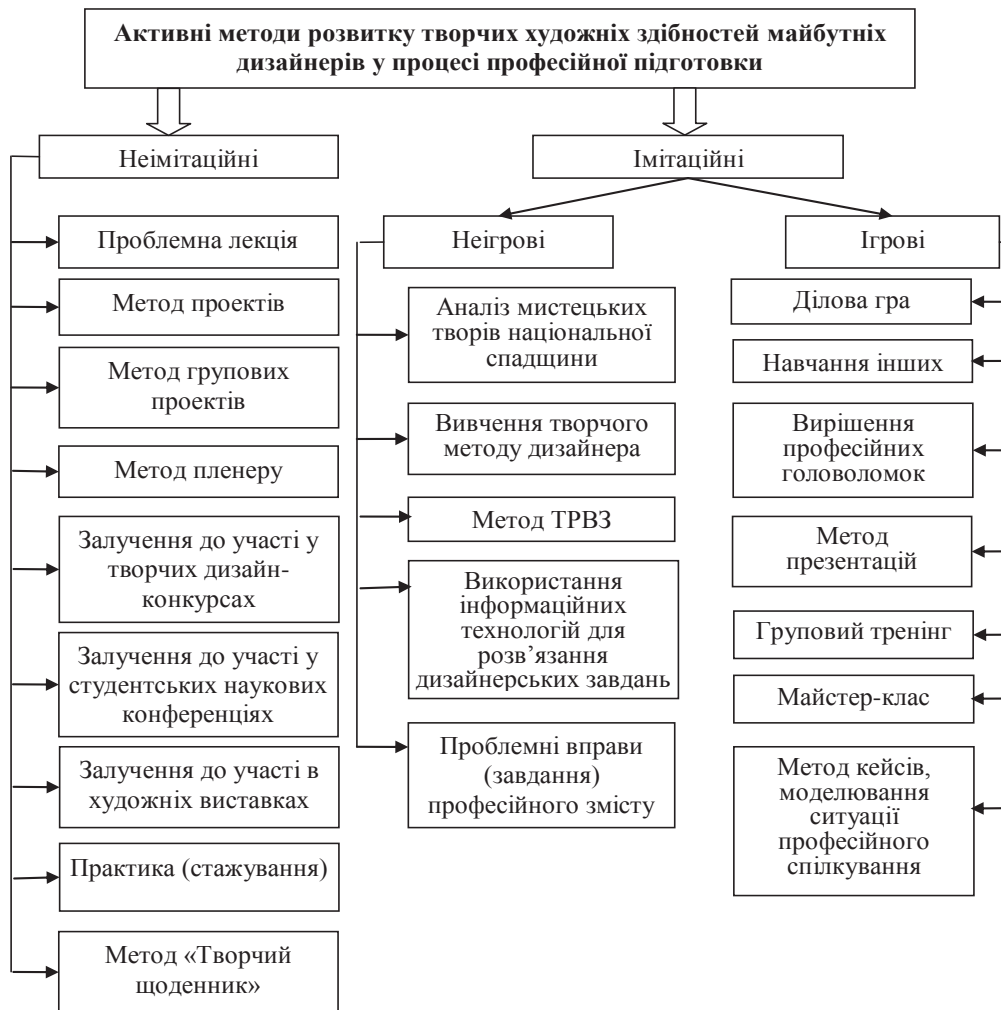 Активні методи розвитку творчих художніх здібностей майбутніх
дизайнерів у процесі професійної підготовки
Неімітаційні
Проблемна лекція
Метод проектів
Метод групових
проектів
Метод пленеру
Залучення до участі у
творчих дизайн-
конкурсах
Залучення до участі у
студентських наукових
конференціях
Залучення до участі в
художніх виставках
Практика (стажування)
Метод «Творчий
щоденник»
Імітаційні
Неігрові
Аналіз мистецьких
творів національної
спадщини
Вивчення творчого
методу дизайнера
Метод ТРВЗ
Використання
інформаційних
технологій для
розв’язання
дизайнерських завдань
Проблемні вправи
(завдання)
професійного змісту
Ігрові
Ділова гра
Навчання інших
Вирішення
професійних
головоломок
Метод
презентацій
Груповий тренінг
Майстер-клас
Метод кейсів,
моделювання
ситуації
професійного
спілкування